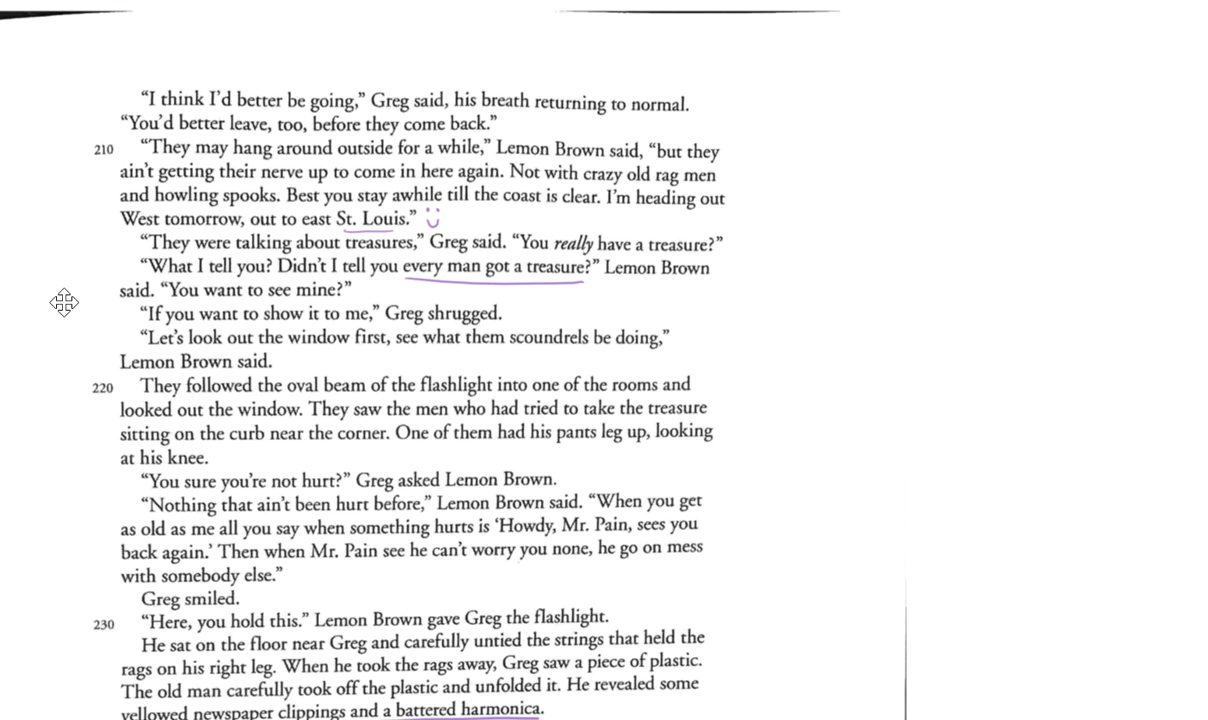 “I think I’d better be going,” Greg said, his breath returning to normal.
“You’d better leave, too, before they come back.”
210 “They may hang around outside for a while,” Lemon Brown said, “but they
ain’t getting their nerve up to come in here again. Not with crazy old rag men
and howling spooks. Best you stay awhile till the coast is clear. I’m heading out
West tomorrow, out to east St. Louis.”
“They were talking about treasures,” Greg said. “You really have a treasure?”
“What I tell you? Didn’t I tell you every man got a treasure?” Lemon Brown
said. “You want to see mine?”
“If you want to show it to me,” Greg shrugged.
“Let’s look out the window first, see what them scoundrels be doing,”
Lemon Brown said.
220 They followed the oval beam of the flashlight into one of the rooms and
looked out the window. They saw the men who had tried to take the treasure
sitting on the curb near the corner. One of them had his pants leg up, looking
at his knee.
“You sure you’re not hurt?” Greg asked Lemon Brown.
“Nothing that ain’t been hurt before,” Lemon Brown said. “When you get
as old as me all you say when something hurts is ‘Howdy, Mr. Pain, sees you
back again.’ Then when Mr. Pain see he can’t worry you none, he go on mess
with somebody else.”
Greg smiled.
230 “Here, you hold this.” Lemon Brown gave Greg the flashlight.
He sat on the floor near Greg and carefully untied the strings that held the
rags on his right leg. When he took the rags away, Greg saw a piece of plastic.
The old man carefully took off the plastic and unfolded it. He revealed some
yellowed newspaper clippings and a battered harmonica.